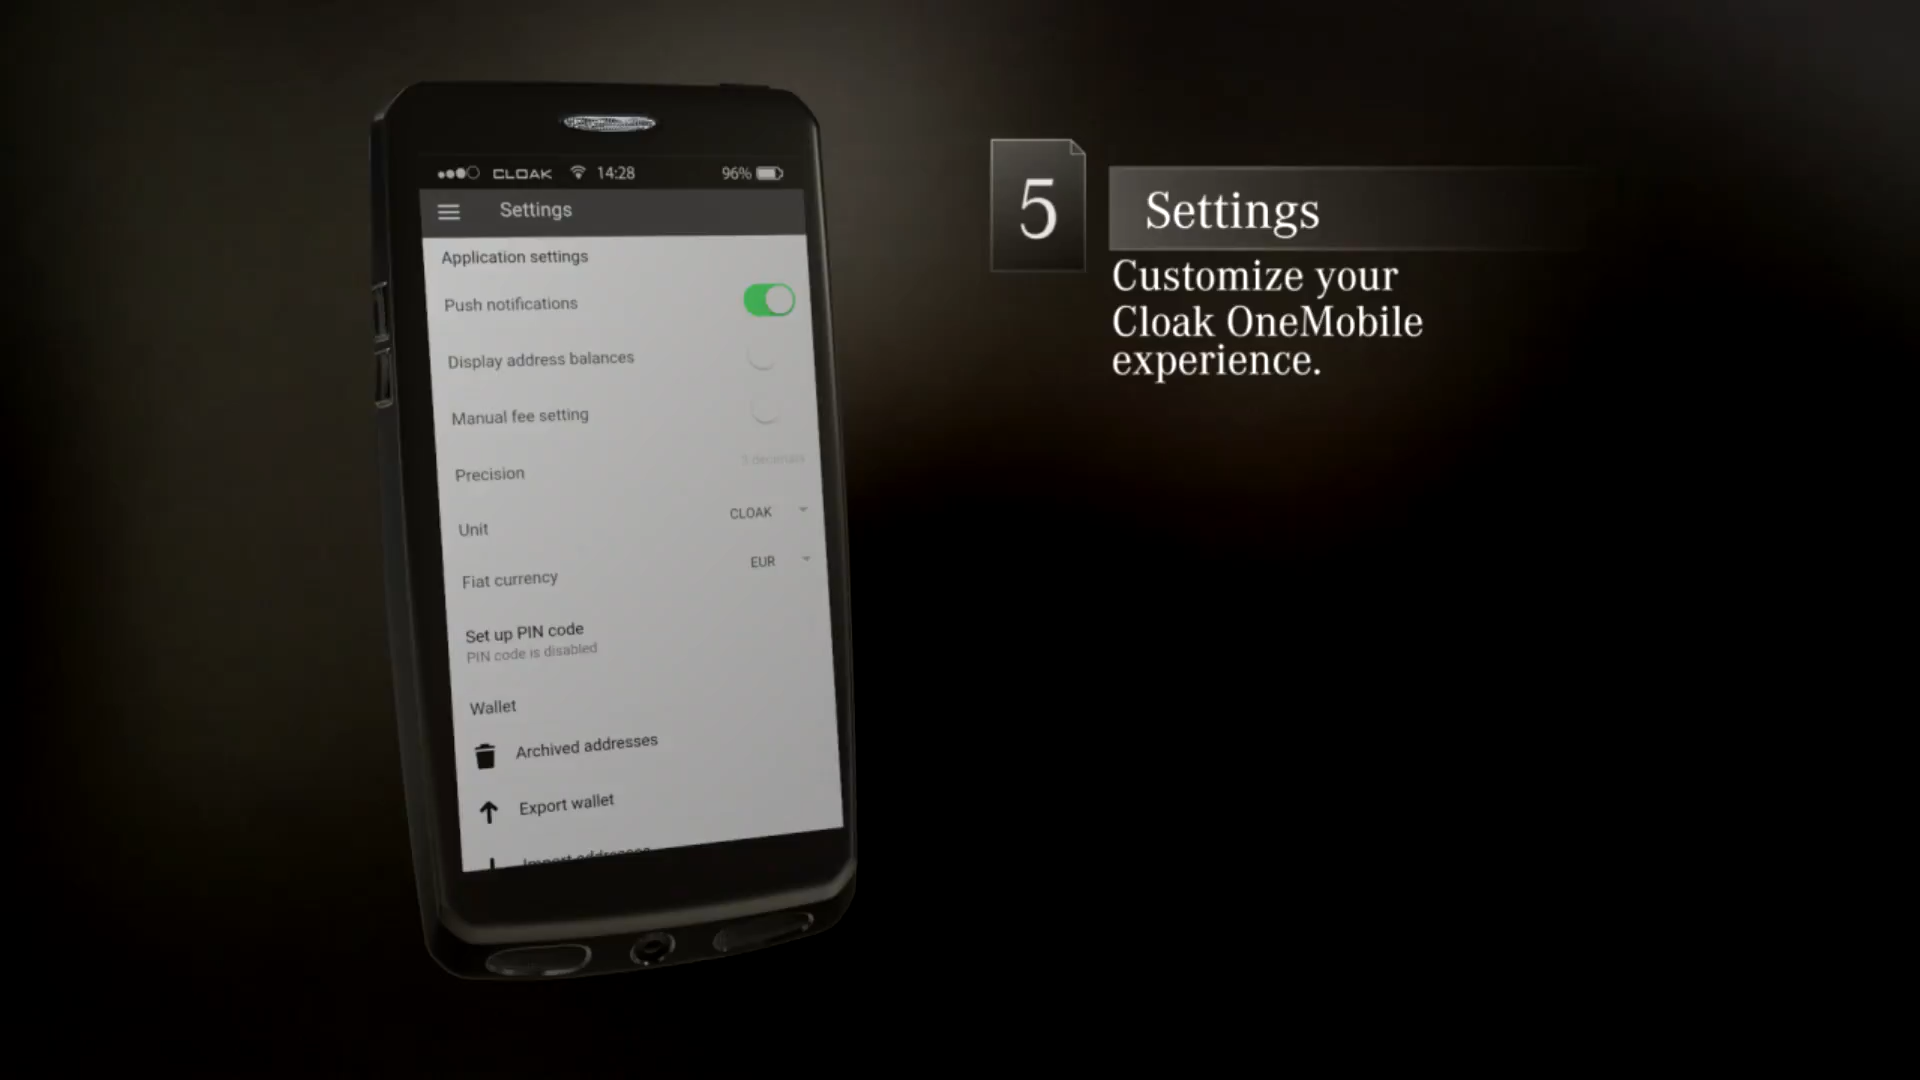 CLOAK 14:28 96%
Settings
Application settings
Push notifications
Display address balances
Manual fee setting
Precision
Unit CLOAK
Fiat currency EUR
Set up PIN code
PIN code is disabled
Wallet
Archived addresses
Export wallet
Import addresses
5
Settings
Customize your
Cloak OneMobile
experience.